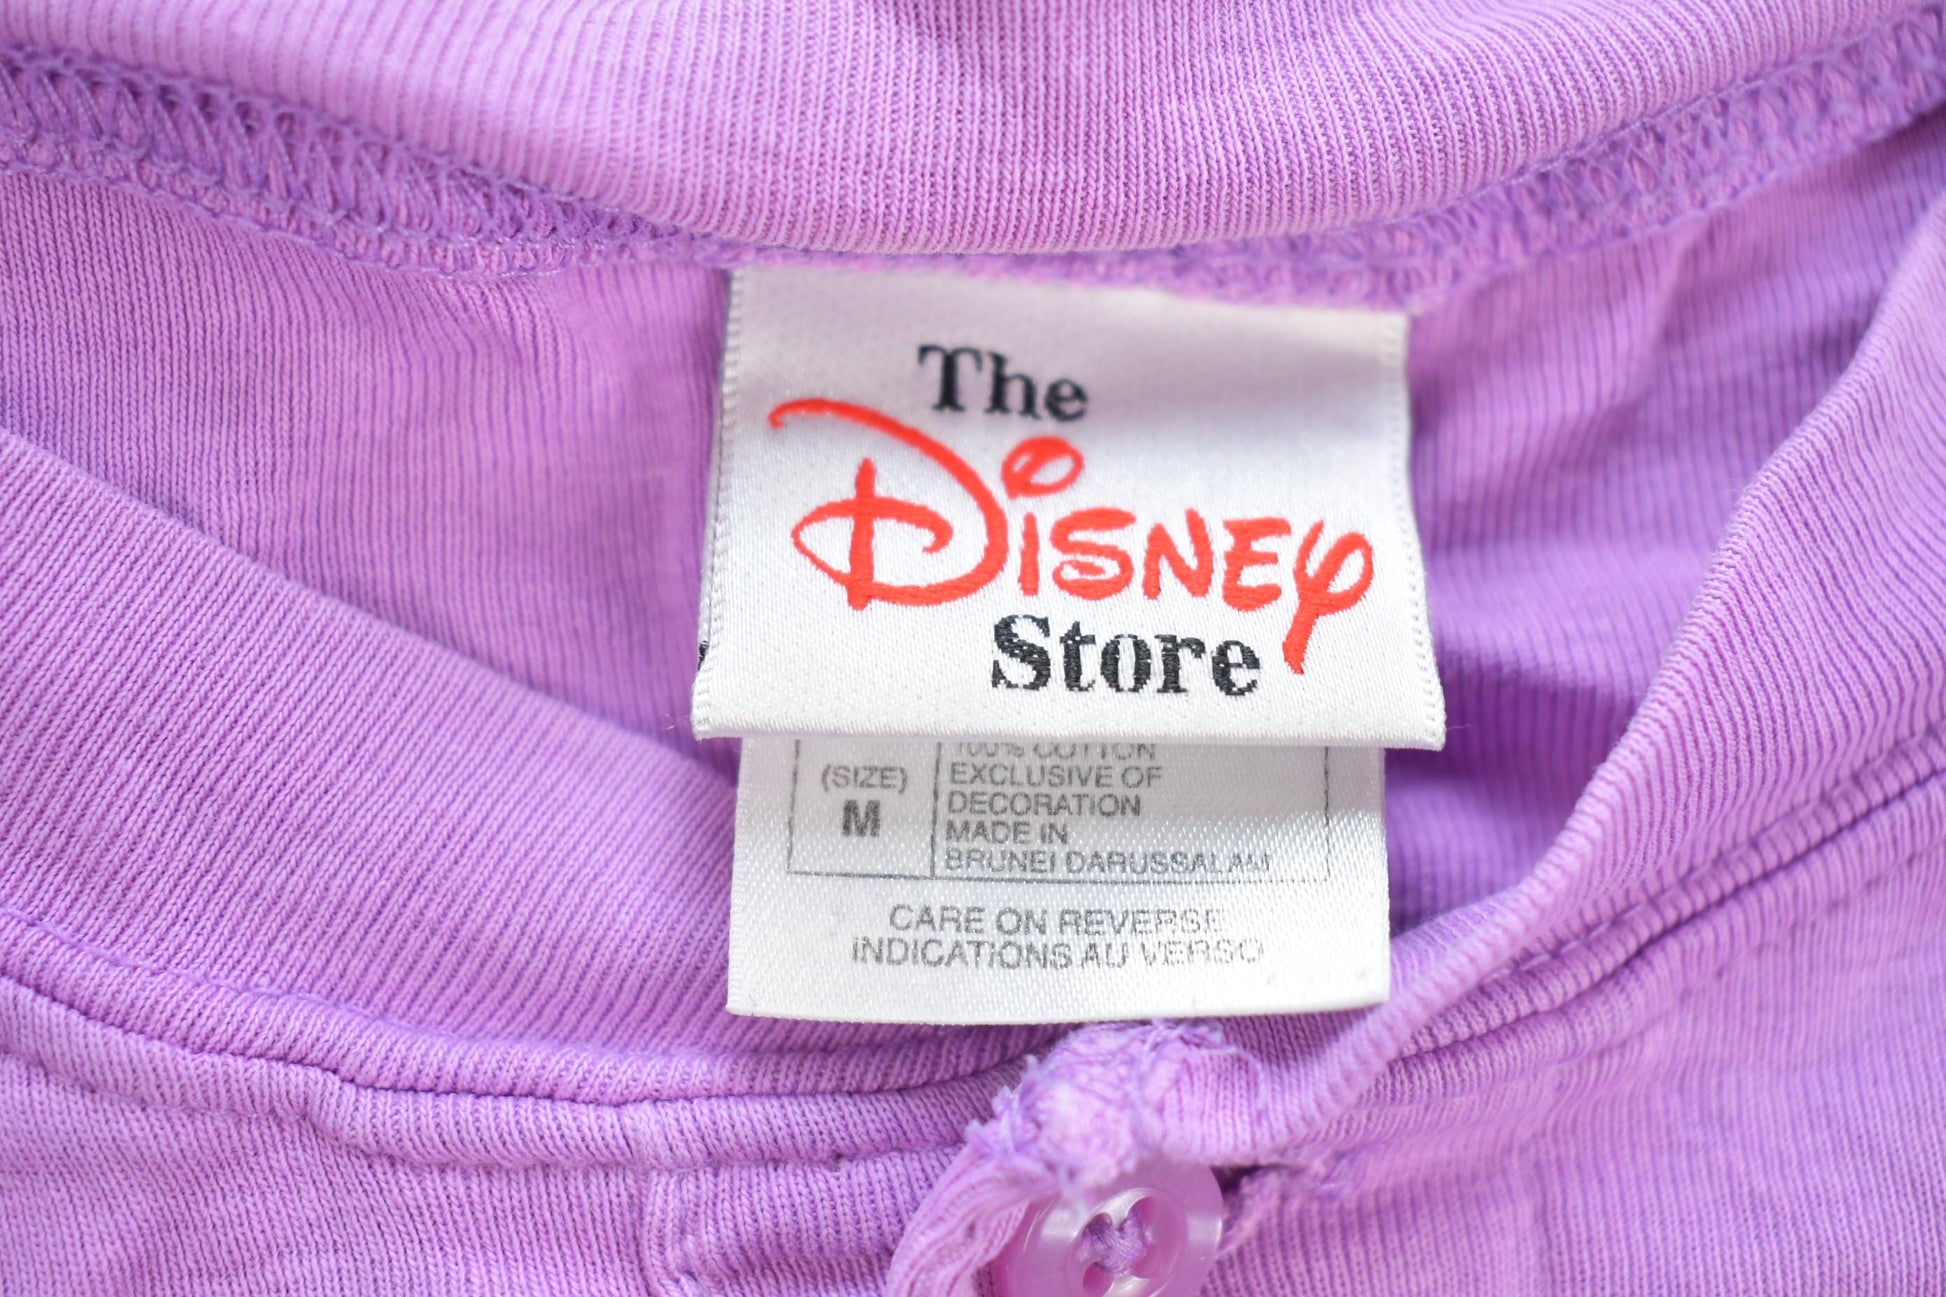 The
Disney
Store
100% COTTON
(SIZE)
M
EXCLUSIVE OF
DECORATION
MADE IN
BRUNEI DARUSSALAM
CARE ON REVERSE
INDICATIONS AU VERSO